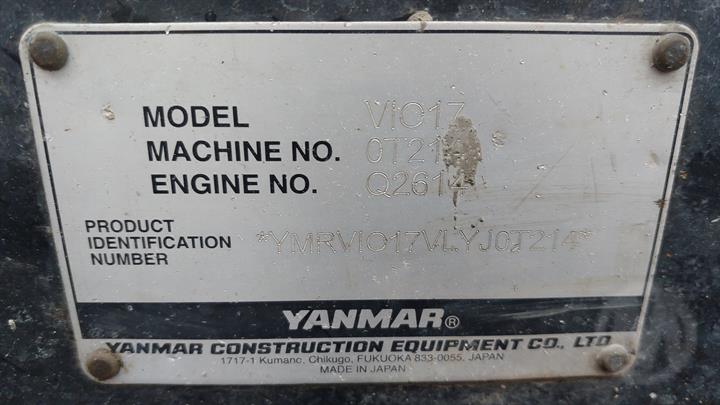 MODEL VIO17
MACHINE NO. 0T214
ENGINE NO. Q2614
PRODUCT
IDENTIFICATION
NUMBER
*YMRVIO17VLYJ0T214*
YANMAR®
YANMAR CONSTRUCTION EQUIPMENT CO., LTD
1717-1 Kumano, Chikugo, FUKUOKA 833-0055, JAPAN
MADE IN JAPAN